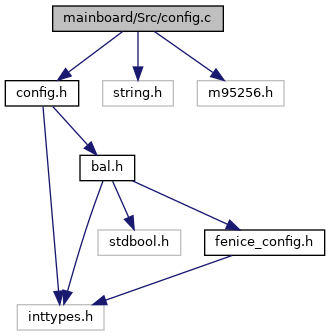 mainboard/Src/config.c
config.h
string.h
m95256.h
bal.h
stdbool.h
fenice_config.h
inttypes.h